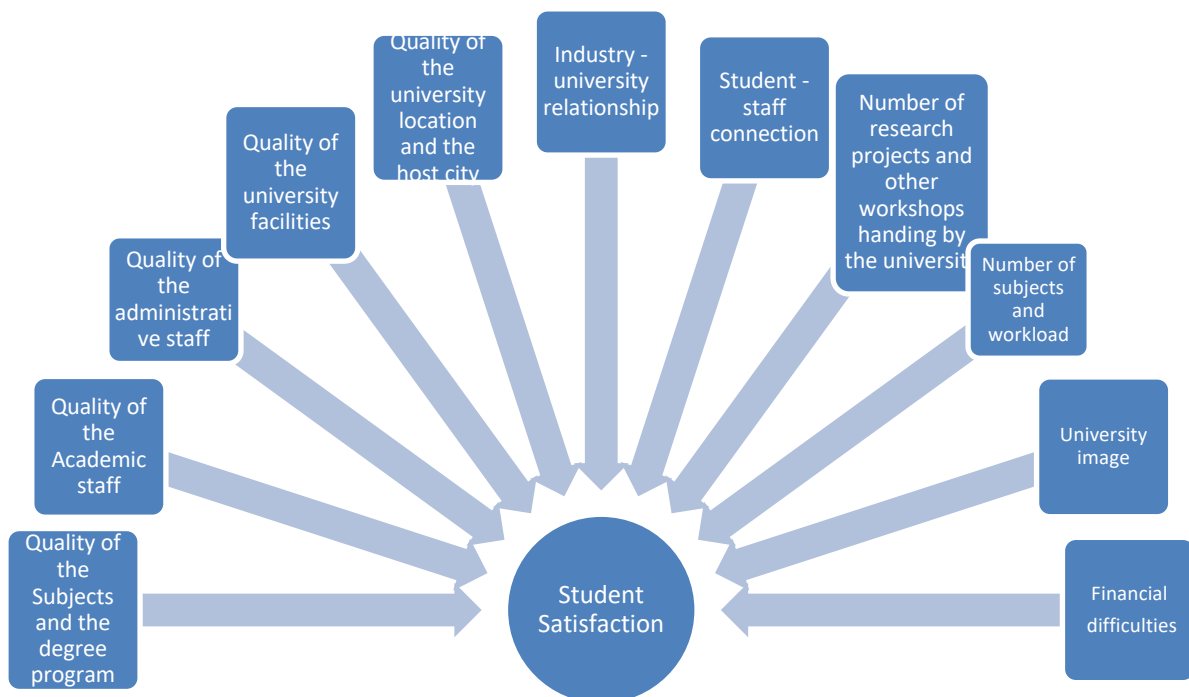 Quality of
the
Subjects
and the
degree
program
Quality of
the
Academic
staff
Quality of
the
administrati
ve staff
Quality of
the
university
facilities
Quality of
the
university
location
and the
host city
Industry -
university
relationship
Student -
staff
connection
Number of
research
projects and
other
workshops
handing by
the universit
Number of
subjects
and
workload
University
image
Financial
difficulties
Student
Satisfaction